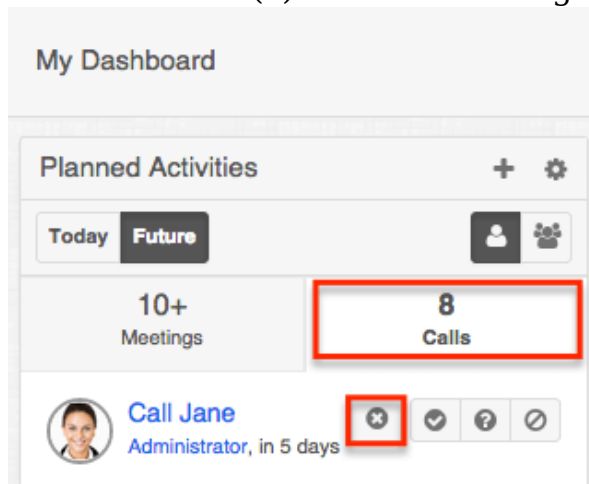 My Dashboard
Planned Activities
Today Future
10+ 8
Meetings Calls
Call Jane
Administrator, in 5 days